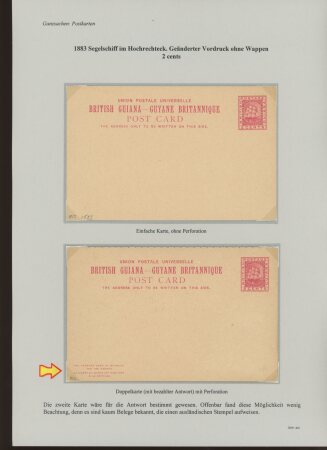 Ganzsachen: Postkarten
1883 Segelschiff im Hochrechteck. Geänderter Vordruck ohne Wappen
2 cents
UNION POSTALE UNIVERSELLE
BRITISH GUIANA—GUYANE BRITANNIQUE
POST CARD
THE ADDRESS ONLY TO BE WRITTEN ON THIS SIDE.
2 CENTS
Einfache Karte, ohne Perforation
UNION POSTALE UNIVERSELLE
BRITISH GUIANA—GUYANE BRITANNIQUE
POST CARD
THE ADDRESS ONLY TO BE WRITTEN ON THIS SIDE.
2 CENTS
Doppelkarte (mit bezahlter Antwort) mit Perforation
Die zweite Karte wäre für die Antwort bestimmt gewesen. Offenbar fand diese Möglichkeit wenig
Beachtung, denn es sind kaum Belege bekannt, die einen ausländischen Stempel aufweisen.